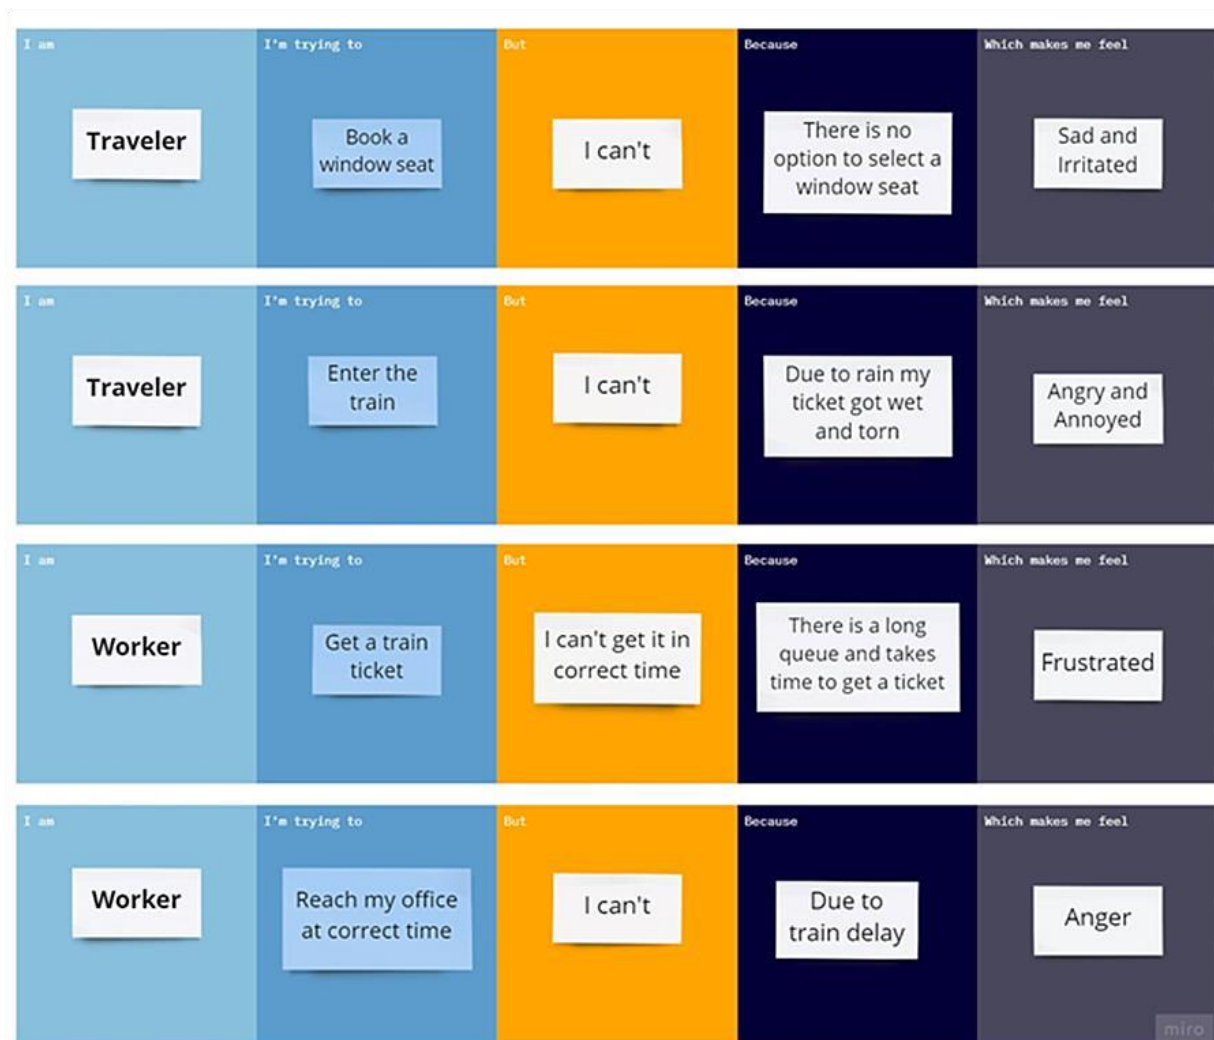 I am
I'm trying to
But
Because
Which makes me feel
Traveler
Book a
window seat
I can't
There is no
option to select a
window seat
Sad and
Irritated
I am
I'm trying to
But
Because
Which makes me feel
Traveler
Enter the
train
I can't
Due to rain my
ticket got wet
and torn
Angry and
Annoyed
I am
I'm trying to
But
Because
Which makes me feel
Worker
Get a train
ticket
I can't get it in
correct time
There is a long
queue and takes
time to get a ticket
Frustrated
I am
I'm trying to
But
Because
Which makes me feel
Worker
Reach my office
at correct time
I can't
Due to
train delay
Anger
miro